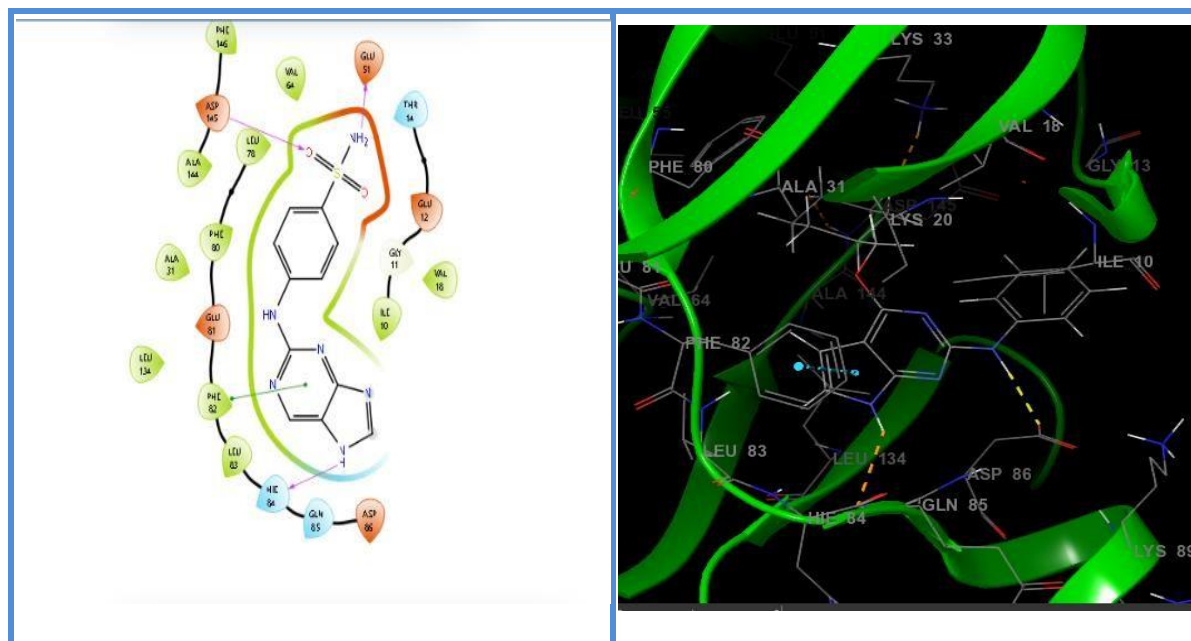 PHE
146
GLU
51
VAL
64
ASP
145
THR
14
NH2
LEU
78
O
S
O
ALA
144
GLU
12
PHE
80
GLY
11
ALA
31
VAL
18
ILE
10
GLU
81
HN
N
LEU
134
N
N
PHE
82
LEU
83
N
H
HIE
84
GLN
85
ASP
86
LYS 33
VAL 18
PHE 80
GLY 13
ALA 31
ASP 145
LYS 20
ILE 10
VAL 64
ALA 144
PHE 82
LEU 83
LEU 134
ASP 86
HIE 84
GLN 85
LYS 89